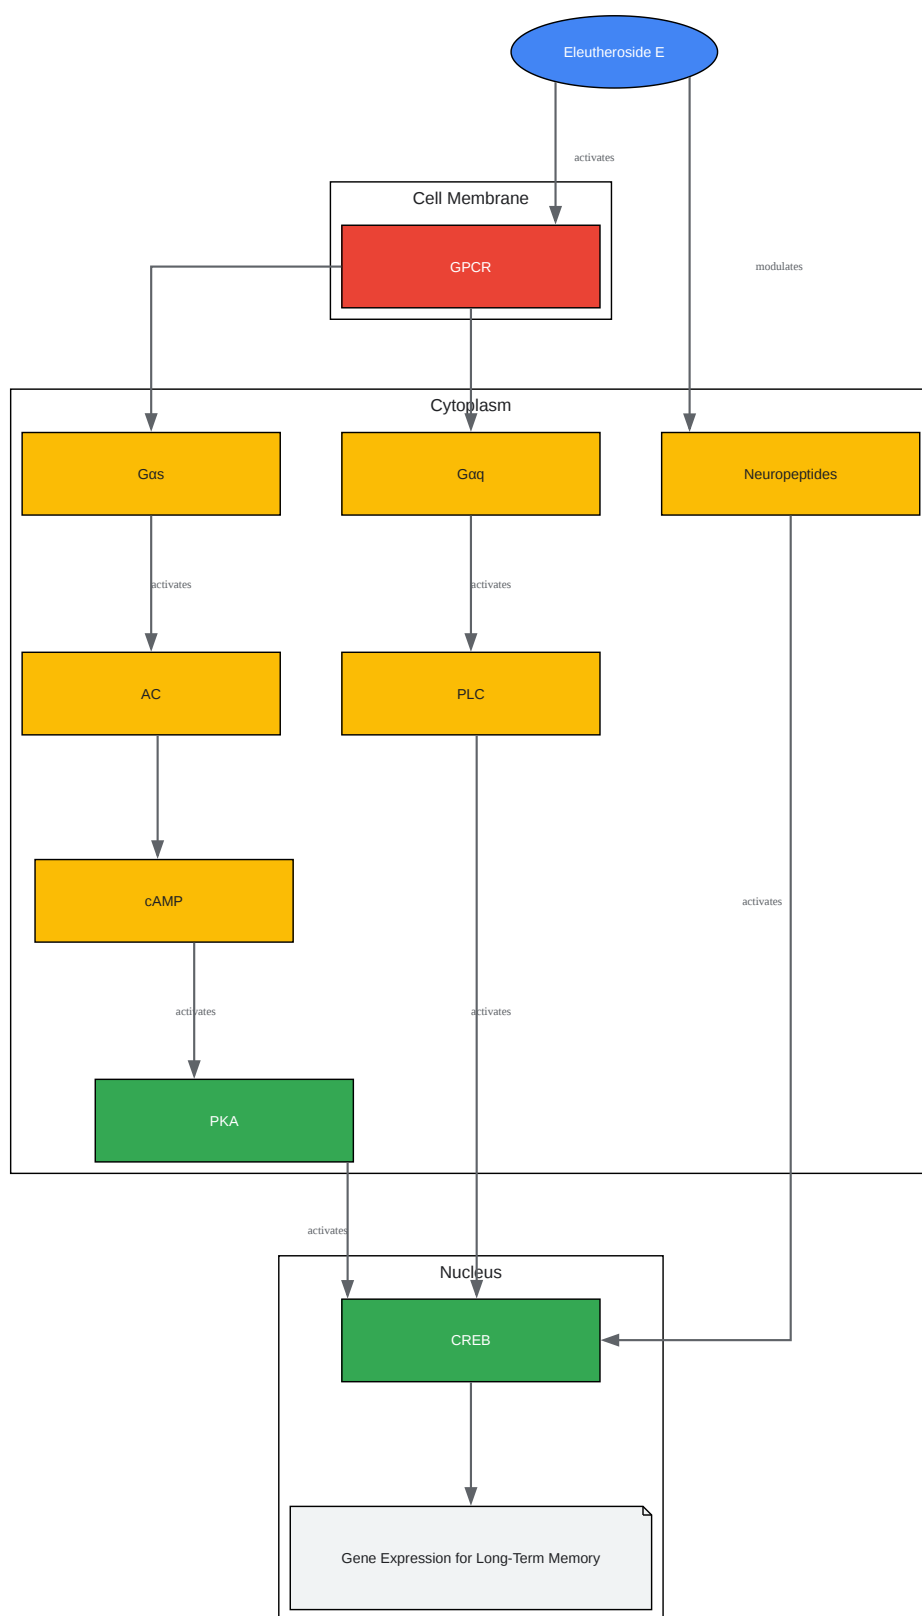 Eleutheroside E
activates
Cell Membrane
GPCR
modulates
Cytoplasm
Gαs
Gαq
Neuropeptides
activates
activates
AC
PLC
cAMP
activates
activates
activates
PKA
activates
Nucleus
CREB
Gene Expression for Long-Term Memory